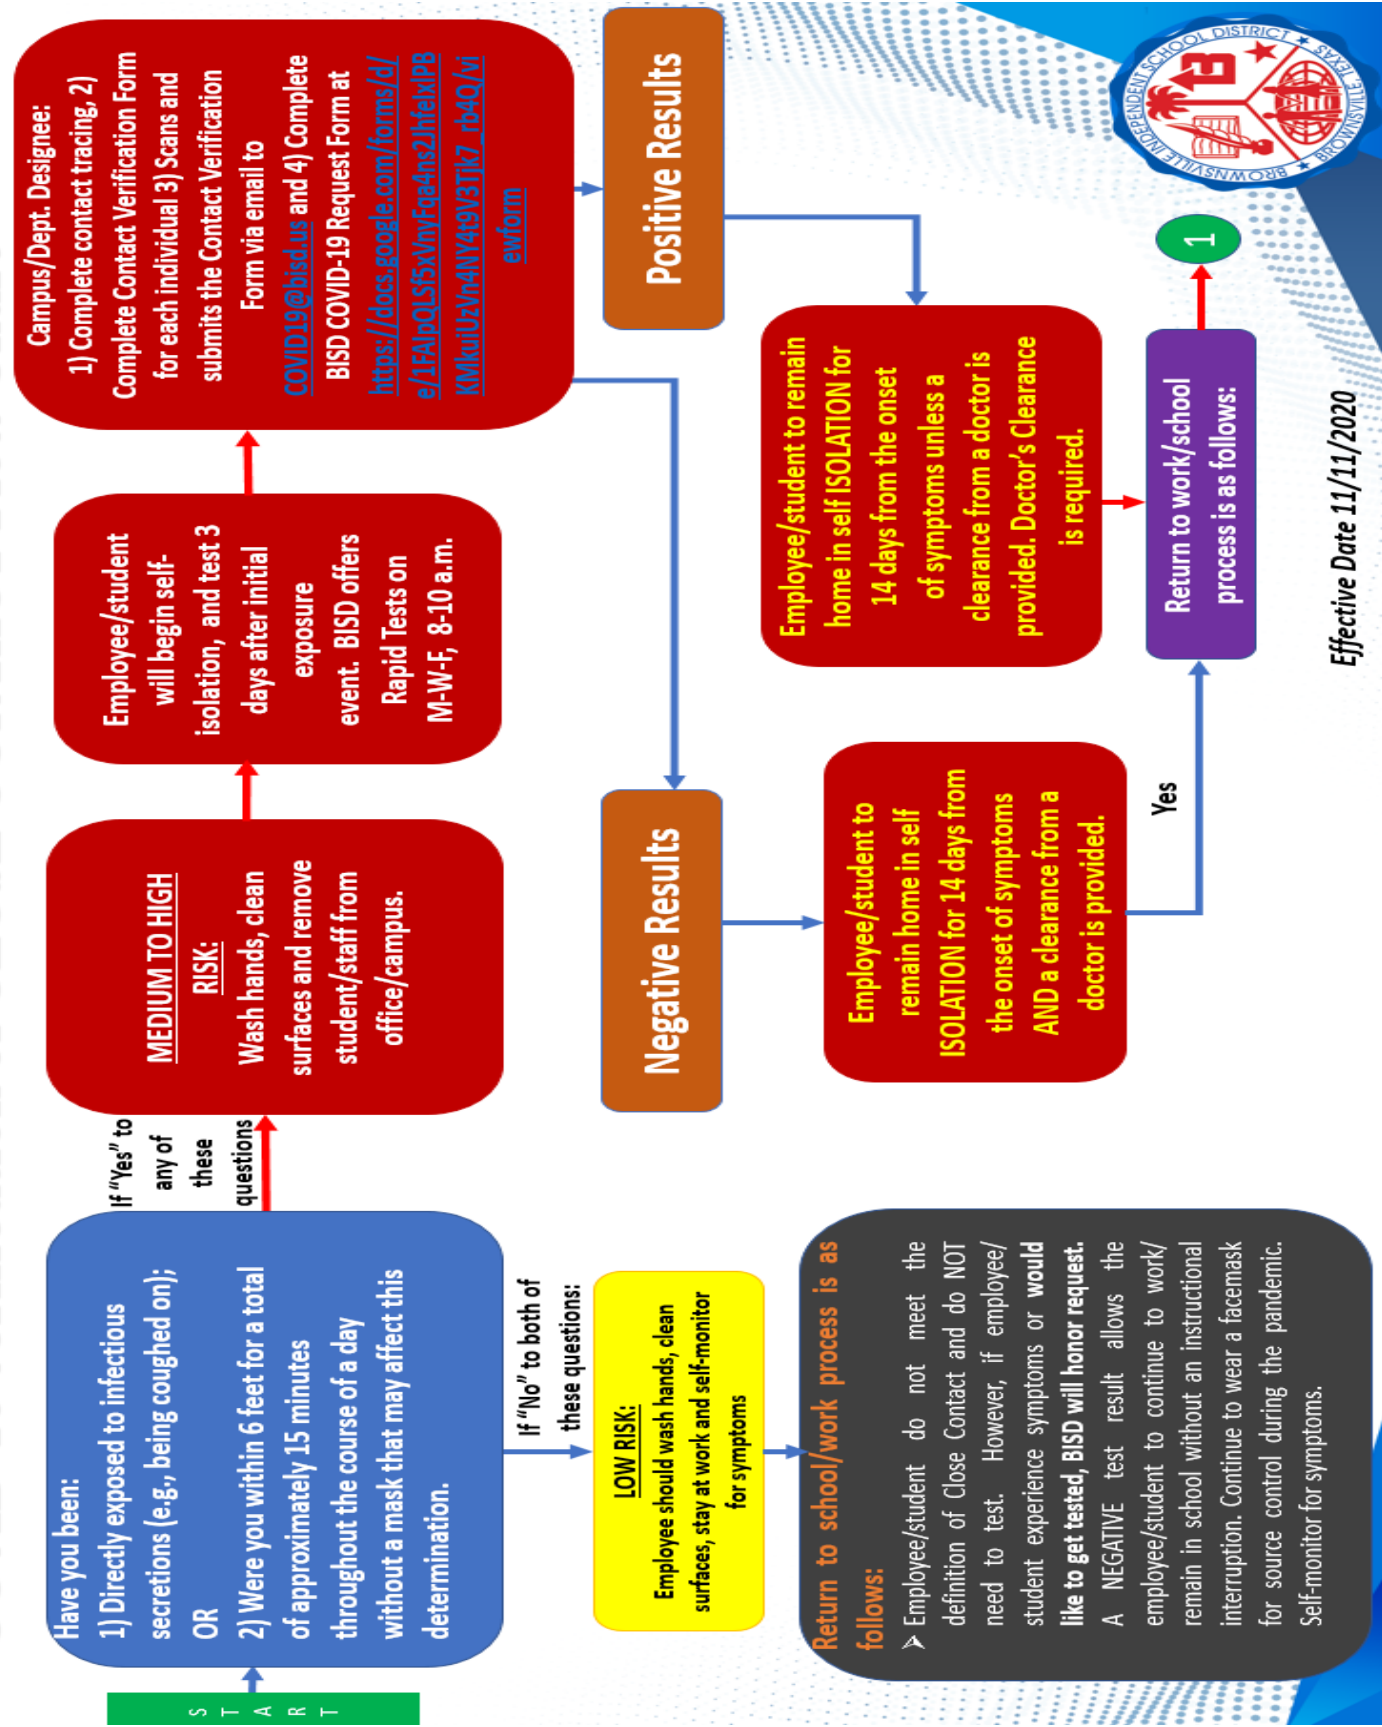 S
T
A
R
T
Have you been:
1) Directly exposed to infectious
secretions (e.g., being coughed on);
OR
2) Were you within 6 feet for a total
of approximately 15 minutes
throughout the course of a day
without a mask that may affect this
determination.
If "Yes" to
any of
these
questions
MEDIUM TO HIGH
RISK:
Wash hands, clean
surfaces and remove
student/staff from
office/campus.
Employee/student
will begin self-
isolation, and test 3
days after initial
exposure
event. BISD offers
Rapid Tests on
M-W-F, 8-10 a.m.
Campus/Dept. Designee:
1) Complete contact tracing, 2)
Complete Contact Verification Form
for each individual 3) Scans and
submits the Contact Verification
Form via email to
COVID19@bisd.us and 4) Complete
BISD COVID-19 Request Form at
https://docs.google.com/forms/d/
ewform
If "No" to both of
these questions:
LOW RISK:
Employee should wash hands, clean
surfaces, stay at work and self-monitor
for symptoms
Negative Results
Positive Results
Return to school/work process is as
follows:
➢ Employee/student do not meet the
definition of Close Contact and do NOT
need to test. However, if employee/
student experience symptoms or would
like to get tested, BISD will honor request.
A NEGATIVE test result allows the
employee/student to continue to work/
remain in school without an instructional
interruption. Continue to wear a facemask
for source control during the pandemic.
Self-monitor for symptoms.
Employee/student to
remain home in self
ISOLATION for 14 days from
the onset of symptoms
AND a clearance from a
doctor is provided.
Yes
Employee/student to remain
home in self ISOLATION for
14 days from the onset
of symptoms unless a
clearance from a doctor is
provided. Doctor's Clearance
is required.
Return to work/school
process is as follows:
1
Effective Date 11/11/2020
BROWNSVILLE INDEPENDENT SCHOOL DISTRICT
BROWNSVILLE, TEXAS
B